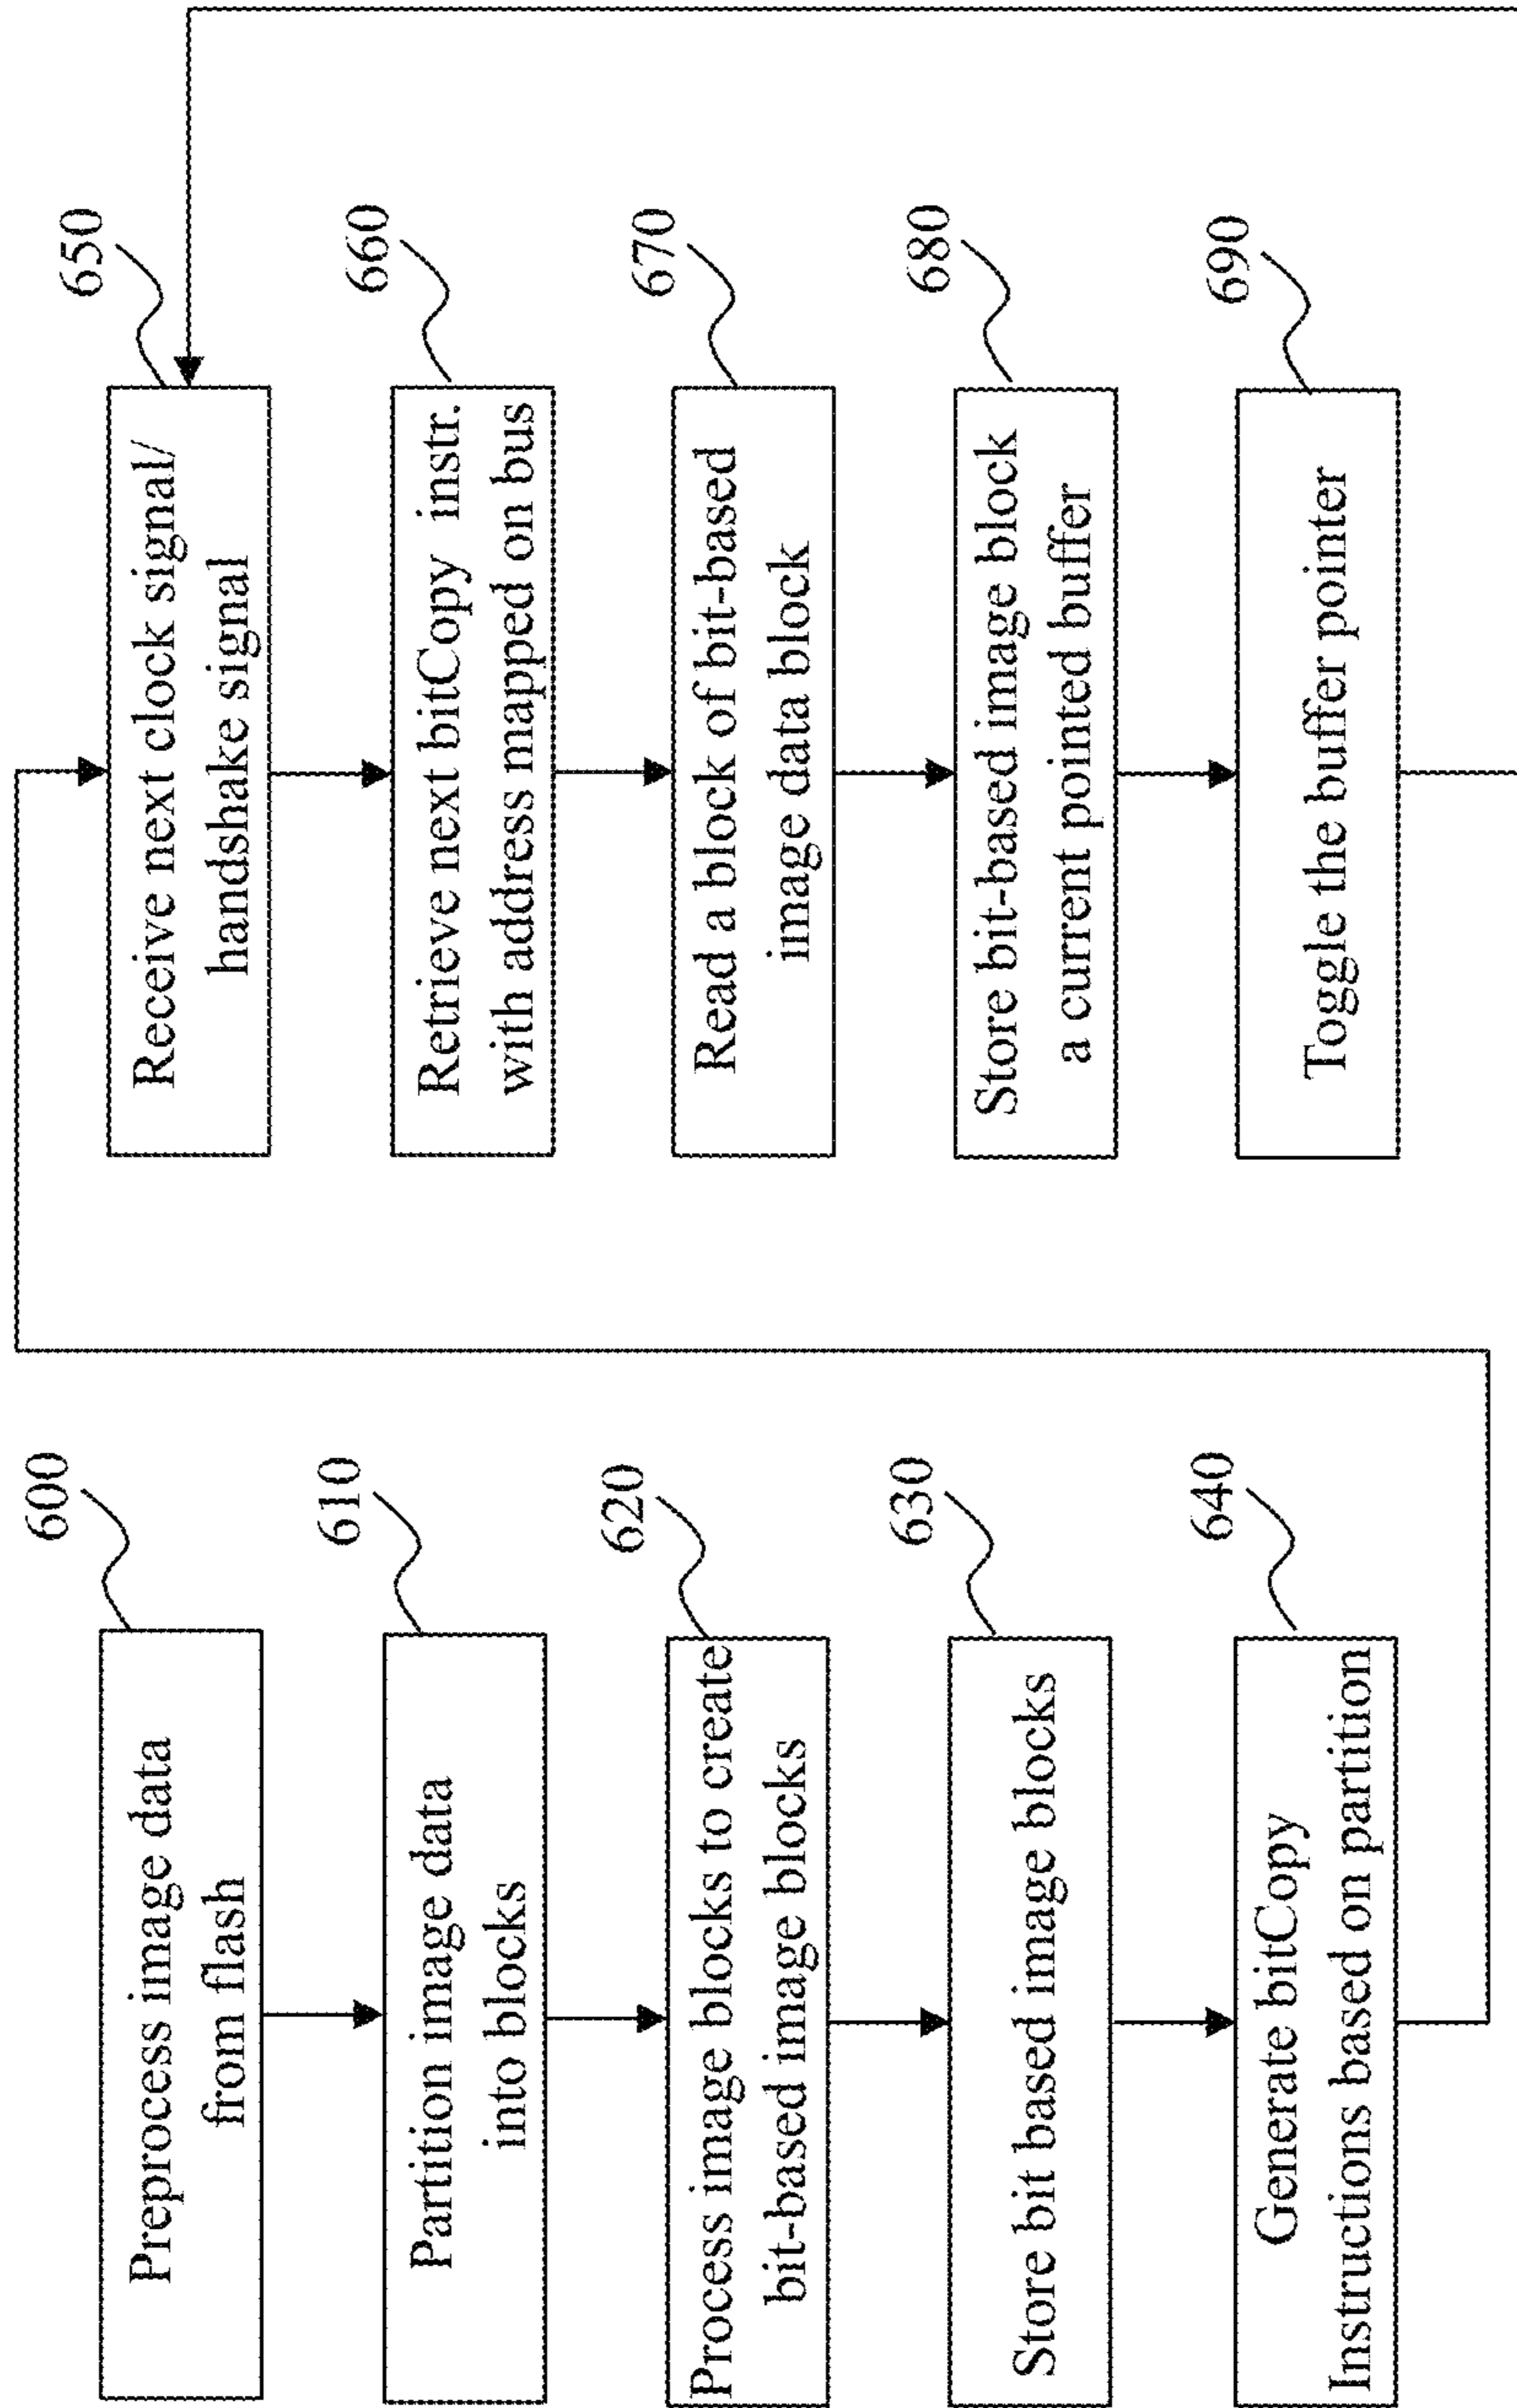 600
Preprocess image data
from flash
610
Partition image data
into blocks
620
Process image blocks to create
bit-based image blocks
630
Store bit based image blocks
640
Generate bitCopy
Instructions based on partition
650
Receive next clock signal/
handshake signal
660
Retrieve next bitCopy instr.
with address mapped on bus
670
Read a block of bit-based
image data block
680
Store bit-based image block
a current pointed buffer
690
Toggle the buffer pointer